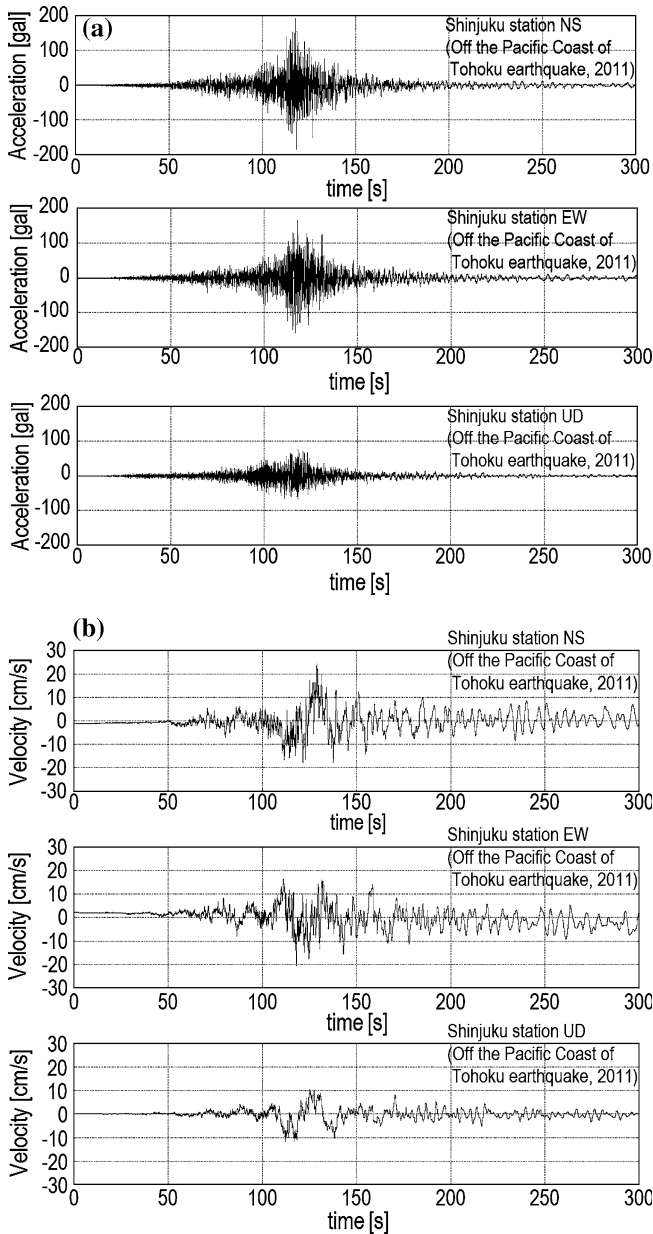 (a)
Shinjuku station NS
(Off the Pacific Coast of
Tohoku earthquake, 2011)
Acceleration [gal]
200
100
0
-100
-200
0 50 100 150 200 250 300
time [s]
Shinjuku station EW
(Off the Pacific Coast of
Tohoku earthquake, 2011)
Acceleration [gal]
200
100
0
-100
-200
0 50 100 150 200 250 300
time [s]
Shinjuku station UD
(Off the Pacific Coast of
Tohoku earthquake, 2011)
Acceleration [gal]
200
100
0
-100
-200
0 50 100 150 200 250 300
time [s]
(b)
Shinjuku station NS
(Off the Pacific Coast of
Tohoku earthquake, 2011)
Velocity [cm/s]
30
20
10
0
-10
-20
-30
0 50 100 150 200 250 300
time [s]
Shinjuku station EW
(Off the Pacific Coast of
Tohoku earthquake, 2011)
Velocity [cm/s]
30
20
10
0
-10
-20
-30
0 50 100 150 200 250 300
time [s]
Shinjuku station UD
(Off the Pacific Coast of
Tohoku earthquake, 2011)
Velocity [cm/s]
30
20
10
0
-10
-20
-30
0 50 100 150 200 250 300
time [s]